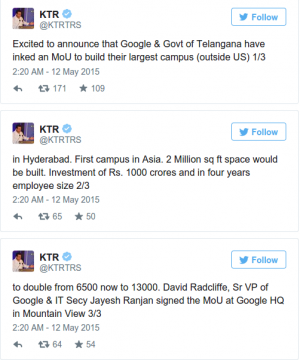 KTR
@KTRTRS
Follow
Excited to announce that Google & Govt of Telangana have
inked an MoU to build their largest campus (outside US) 1/3
2:20 AM - 12 May 2015
171 109
KTR
@KTRTRS
Follow
in Hyderabad. First campus in Asia. 2 Million sq ft space would
be built. Investment of Rs. 1000 crores and in four years
employee size 2/3
2:20 AM - 12 May 2015
65 50
KTR
@KTRTRS
Follow
to double from 6500 now to 13000. David Radcliffe, Sr VP of
Google & IT Secy Jayesh Ranjan signed the MoU at Google HQ
in Mountain View 3/3
2:20 AM - 12 May 2015
64 54